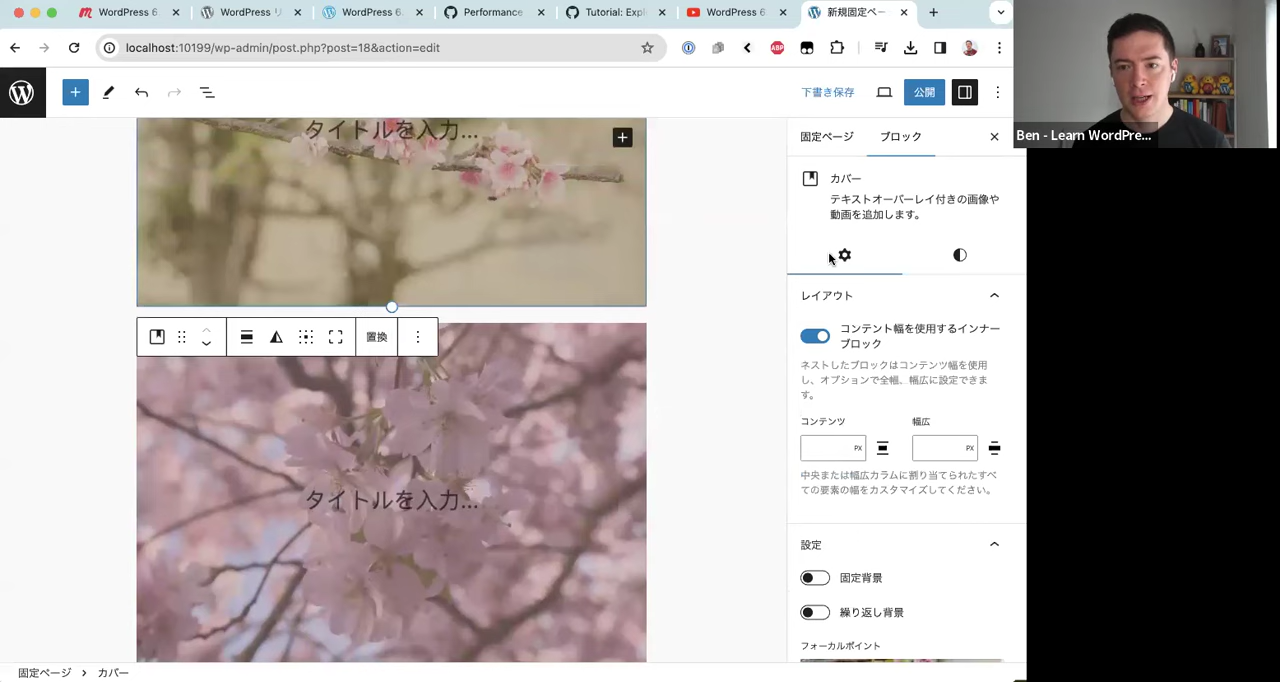 WordPress 6
WordPress リ
WordPress 6.
Performance
Tutorial: Expl
WordPress 6
新規固定ペー
localhost:10199/wp-admin/post.php?post=18&action=edit
ABP
Ben - Learn WordPre...
下書き保存
公開
タイトルを入力...
固定ページ
ブロック
カバー
テキストオーバーレイ付きの画像や
動画を追加します。
レイアウト
コンテント幅を使用するインナー
ブロック
ネストしたブロックはコンテンツ幅を使用
し、オプションで全幅、幅広に設定できま
す。
コンテンツ
幅広
PX
PX
中央または幅広カラムに割り当てられたすべ
ての要素の幅をカスタマイズしてください。
設定
固定背景
繰り返し背景
フォーカルポイント
置換
タイトルを入力...
固定ページ
カバー